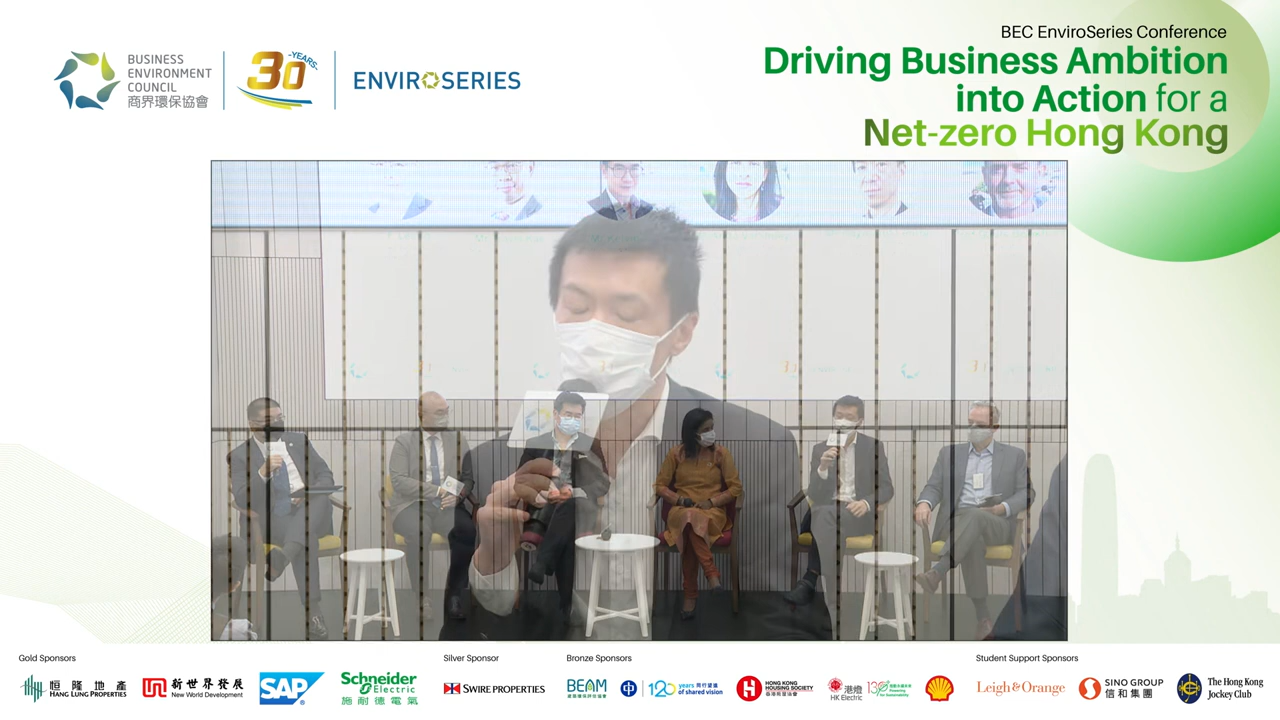 BUSINESS
ENVIRONMENT
COUNCIL
商界環保協會
30
-YEARS-
ENVIROSERIES
BEC EnviroSeries Conference
Driving Business Ambition
into Action for a
Net-zero Hong Kong
Gold Sponsors
恒隆地產
HANG LUNG PROPERTIES
新世界發展
New World Development
SAP
Schneider
Electric
施耐德電氣
Silver Sponsor
SWIRE PROPERTIES
Bronze Sponsors
BEAM
120 years
of shared vision
HONG KONG
HOUSING SOCIETY
香港房屋協會
港燈
HK Electric
Powering
for Sustainability
Student Support Sponsors
Leigh & Orange
SINO GROUP
信和集團
The Hong Kong
Jockey Club